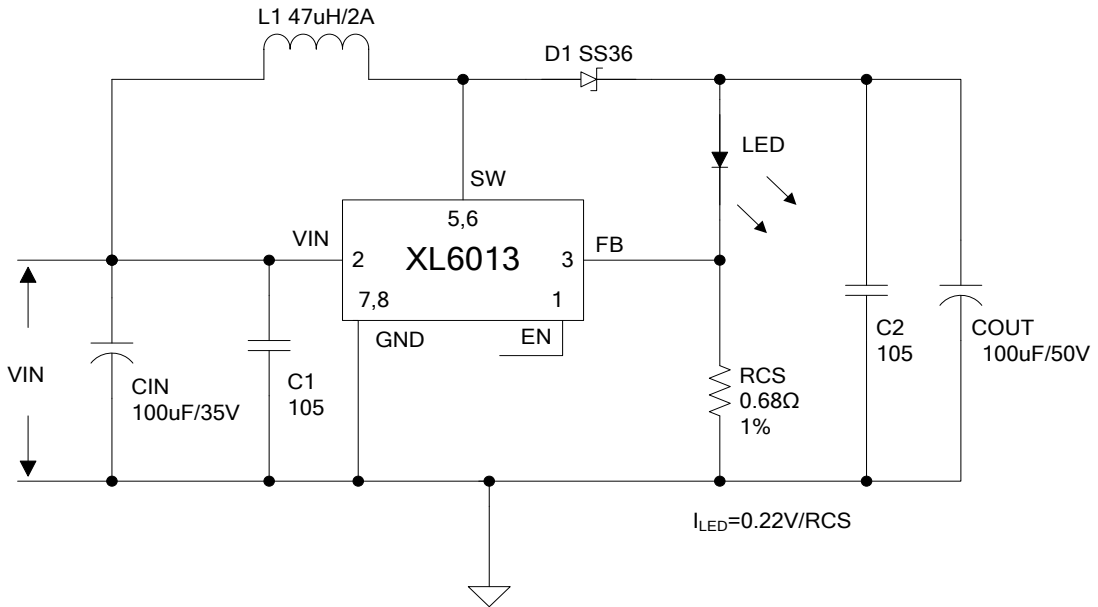 L1 47uH/2A
D1 SS36
LED
SW
5,6
VIN
FB
2
XL6013
3
7,8
1
GND
EN
VIN
CIN
100uF/35V
C1
105
RCS
0.68Ω
1%
C2
105
COUT
100uF/50V
I_LED=0.22V/RCS